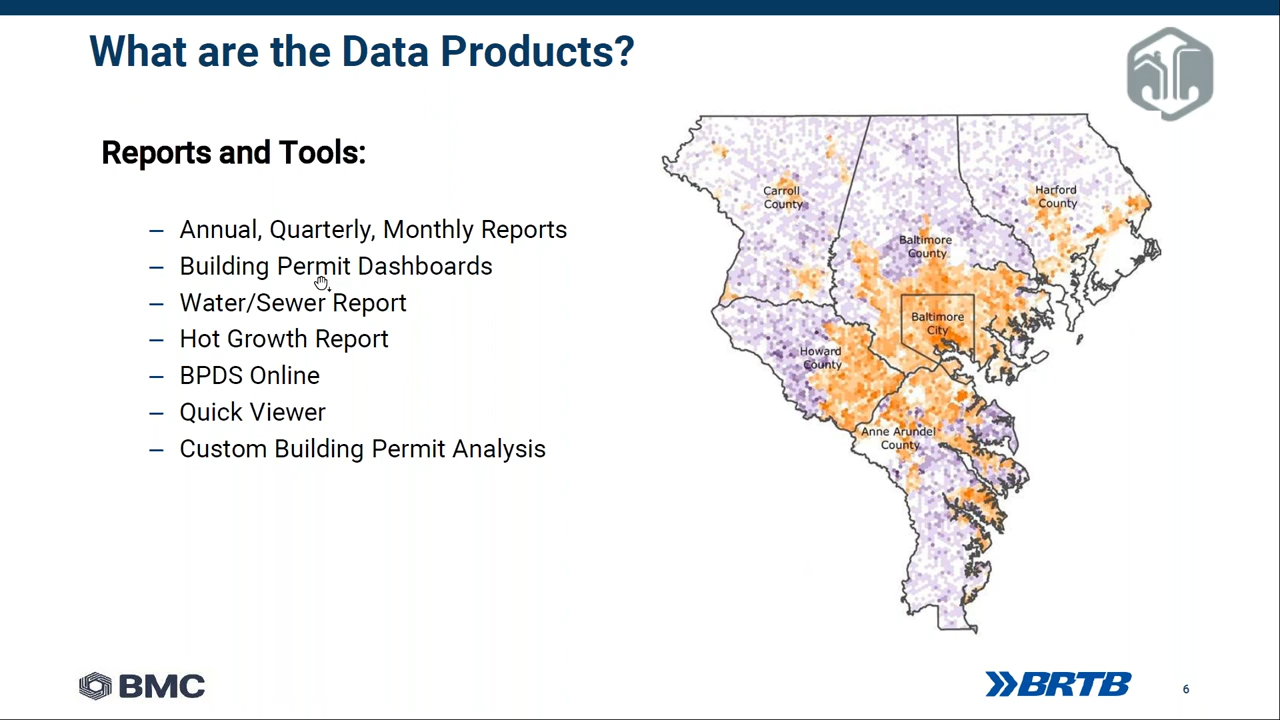 What are the Data Products?
Reports and Tools:
– Annual, Quarterly, Monthly Reports
– Building Permit Dashboards
– Water/Sewer Report
– Hot Growth Report
– BPDS Online
– Quick Viewer
– Custom Building Permit Analysis
Carroll
County
Harford
County
Baltimore
County
Baltimore
City
Howard
County
Anne Arundel
County
BMC
BRTB
6